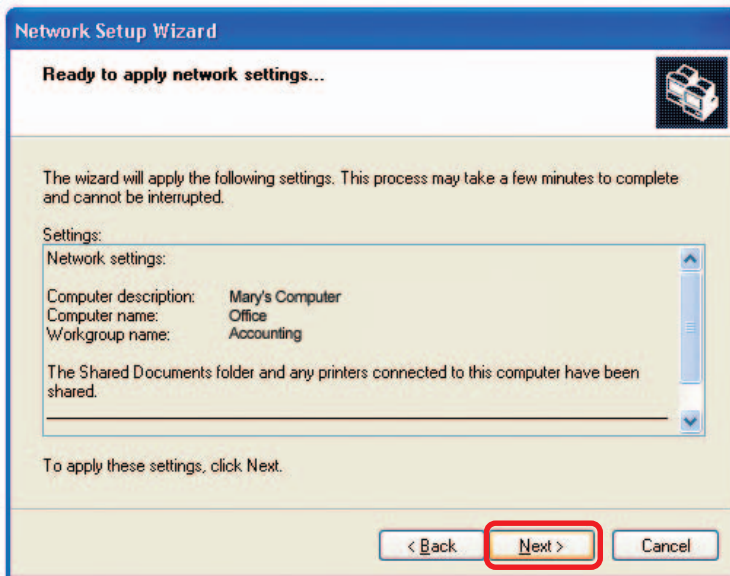 Network Setup Wizard
Ready to apply network settings...
The wizard will apply the following settings. This process may take a few minutes to complete
and cannot be interrupted.
Settings:
Network settings:
Computer description: Mary's Computer
Computer name: Office
Workgroup name: Accounting
The Shared Documents folder and any printers connected to this computer have been
shared.
To apply these settings, click Next.
< Back Next > Cancel